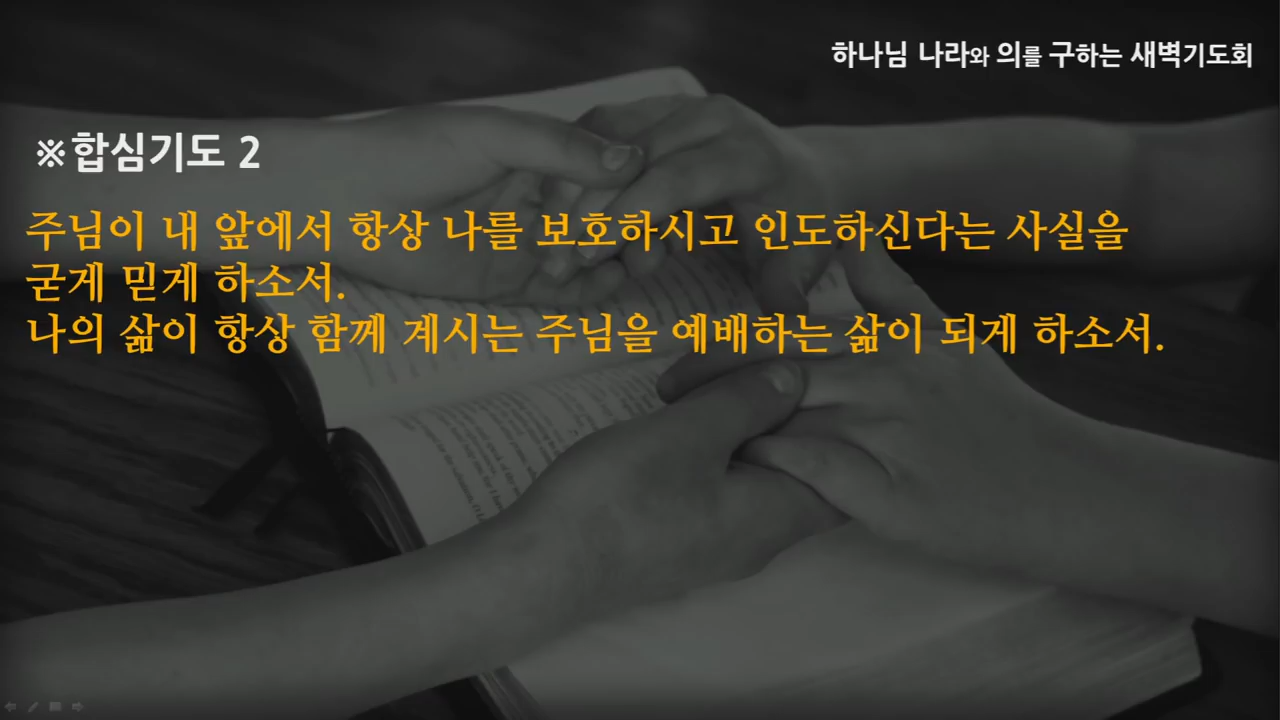 하나님 나라와 의를 구하는 새벽기도회
※합심기도 2
주님이 내 앞에서 항상 나를 보호하시고 인도하신다는 사실을
굳게 믿게 하소서.
나의 삶이 항상 함께 계시는 주님을 예배하는 삶이 되게 하소서.